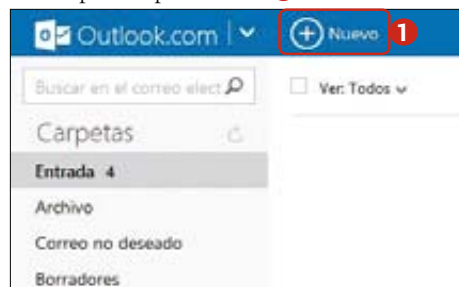 Outlook.com
Nuevo
1
Buscar en el correo elect
Ver: Todos
Carpetas
Entrada 4
Archivo
Correo no deseado
Borradores